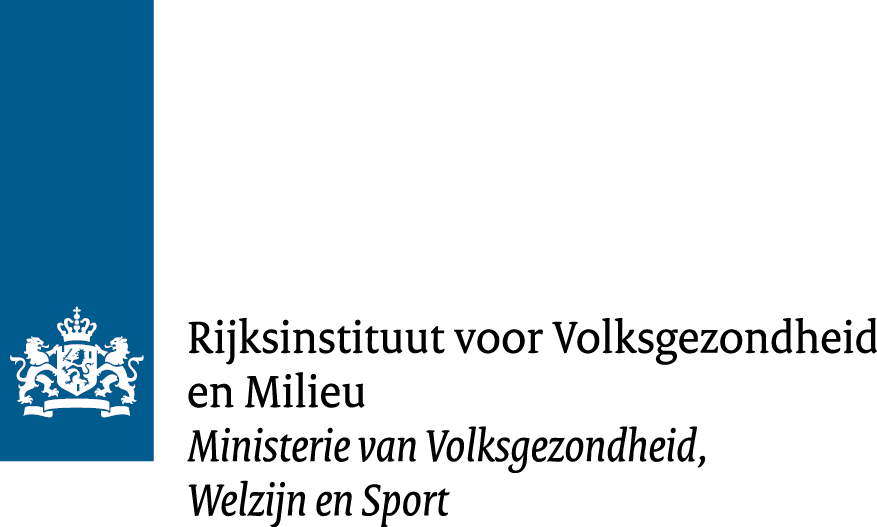 Rijksinstituut voor Volksgezondheid
en Milieu
Ministerie van Volksgezondheid,
Welzijn en Sport